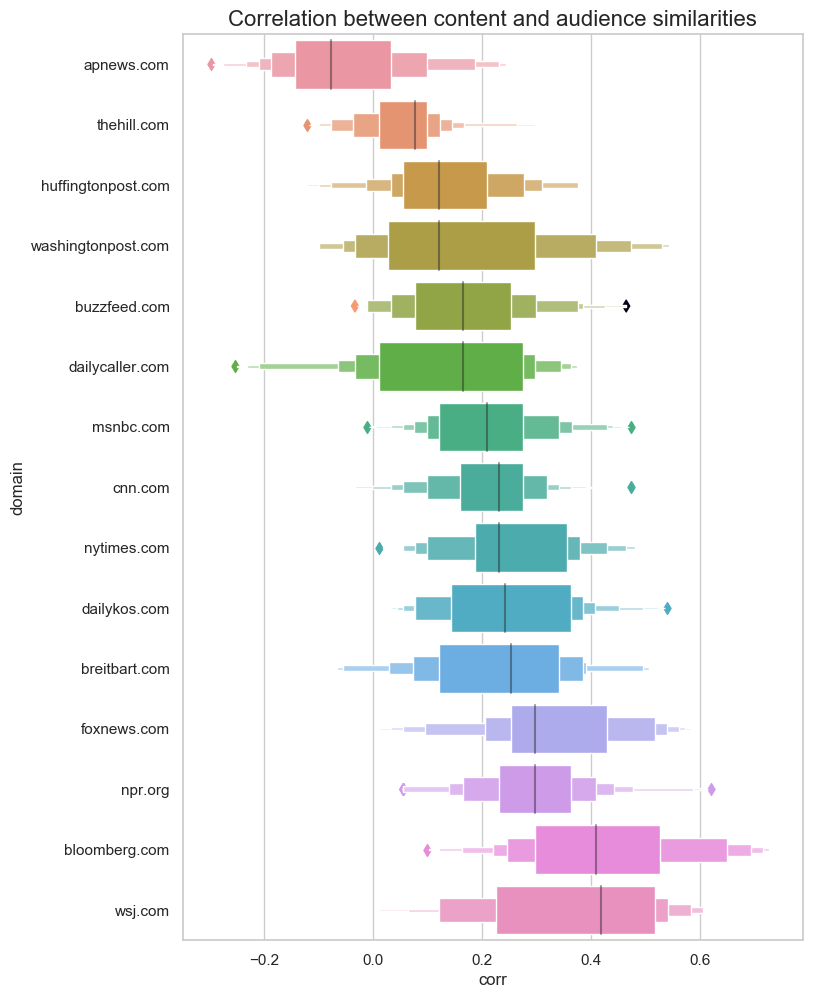 Correlation between content and audience similarities
apnews.com
thehill.com
huffingtonpost.com
washingtonpost.com
buzzfeed.com
dailycaller.com
msnbc.com
cnn.com
nytimes.com
dailykos.com
breitbart.com
foxnews.com
npr.org
bloomberg.com
wsj.com
domain
−0.2 0.0 0.2 0.4 0.6
corr